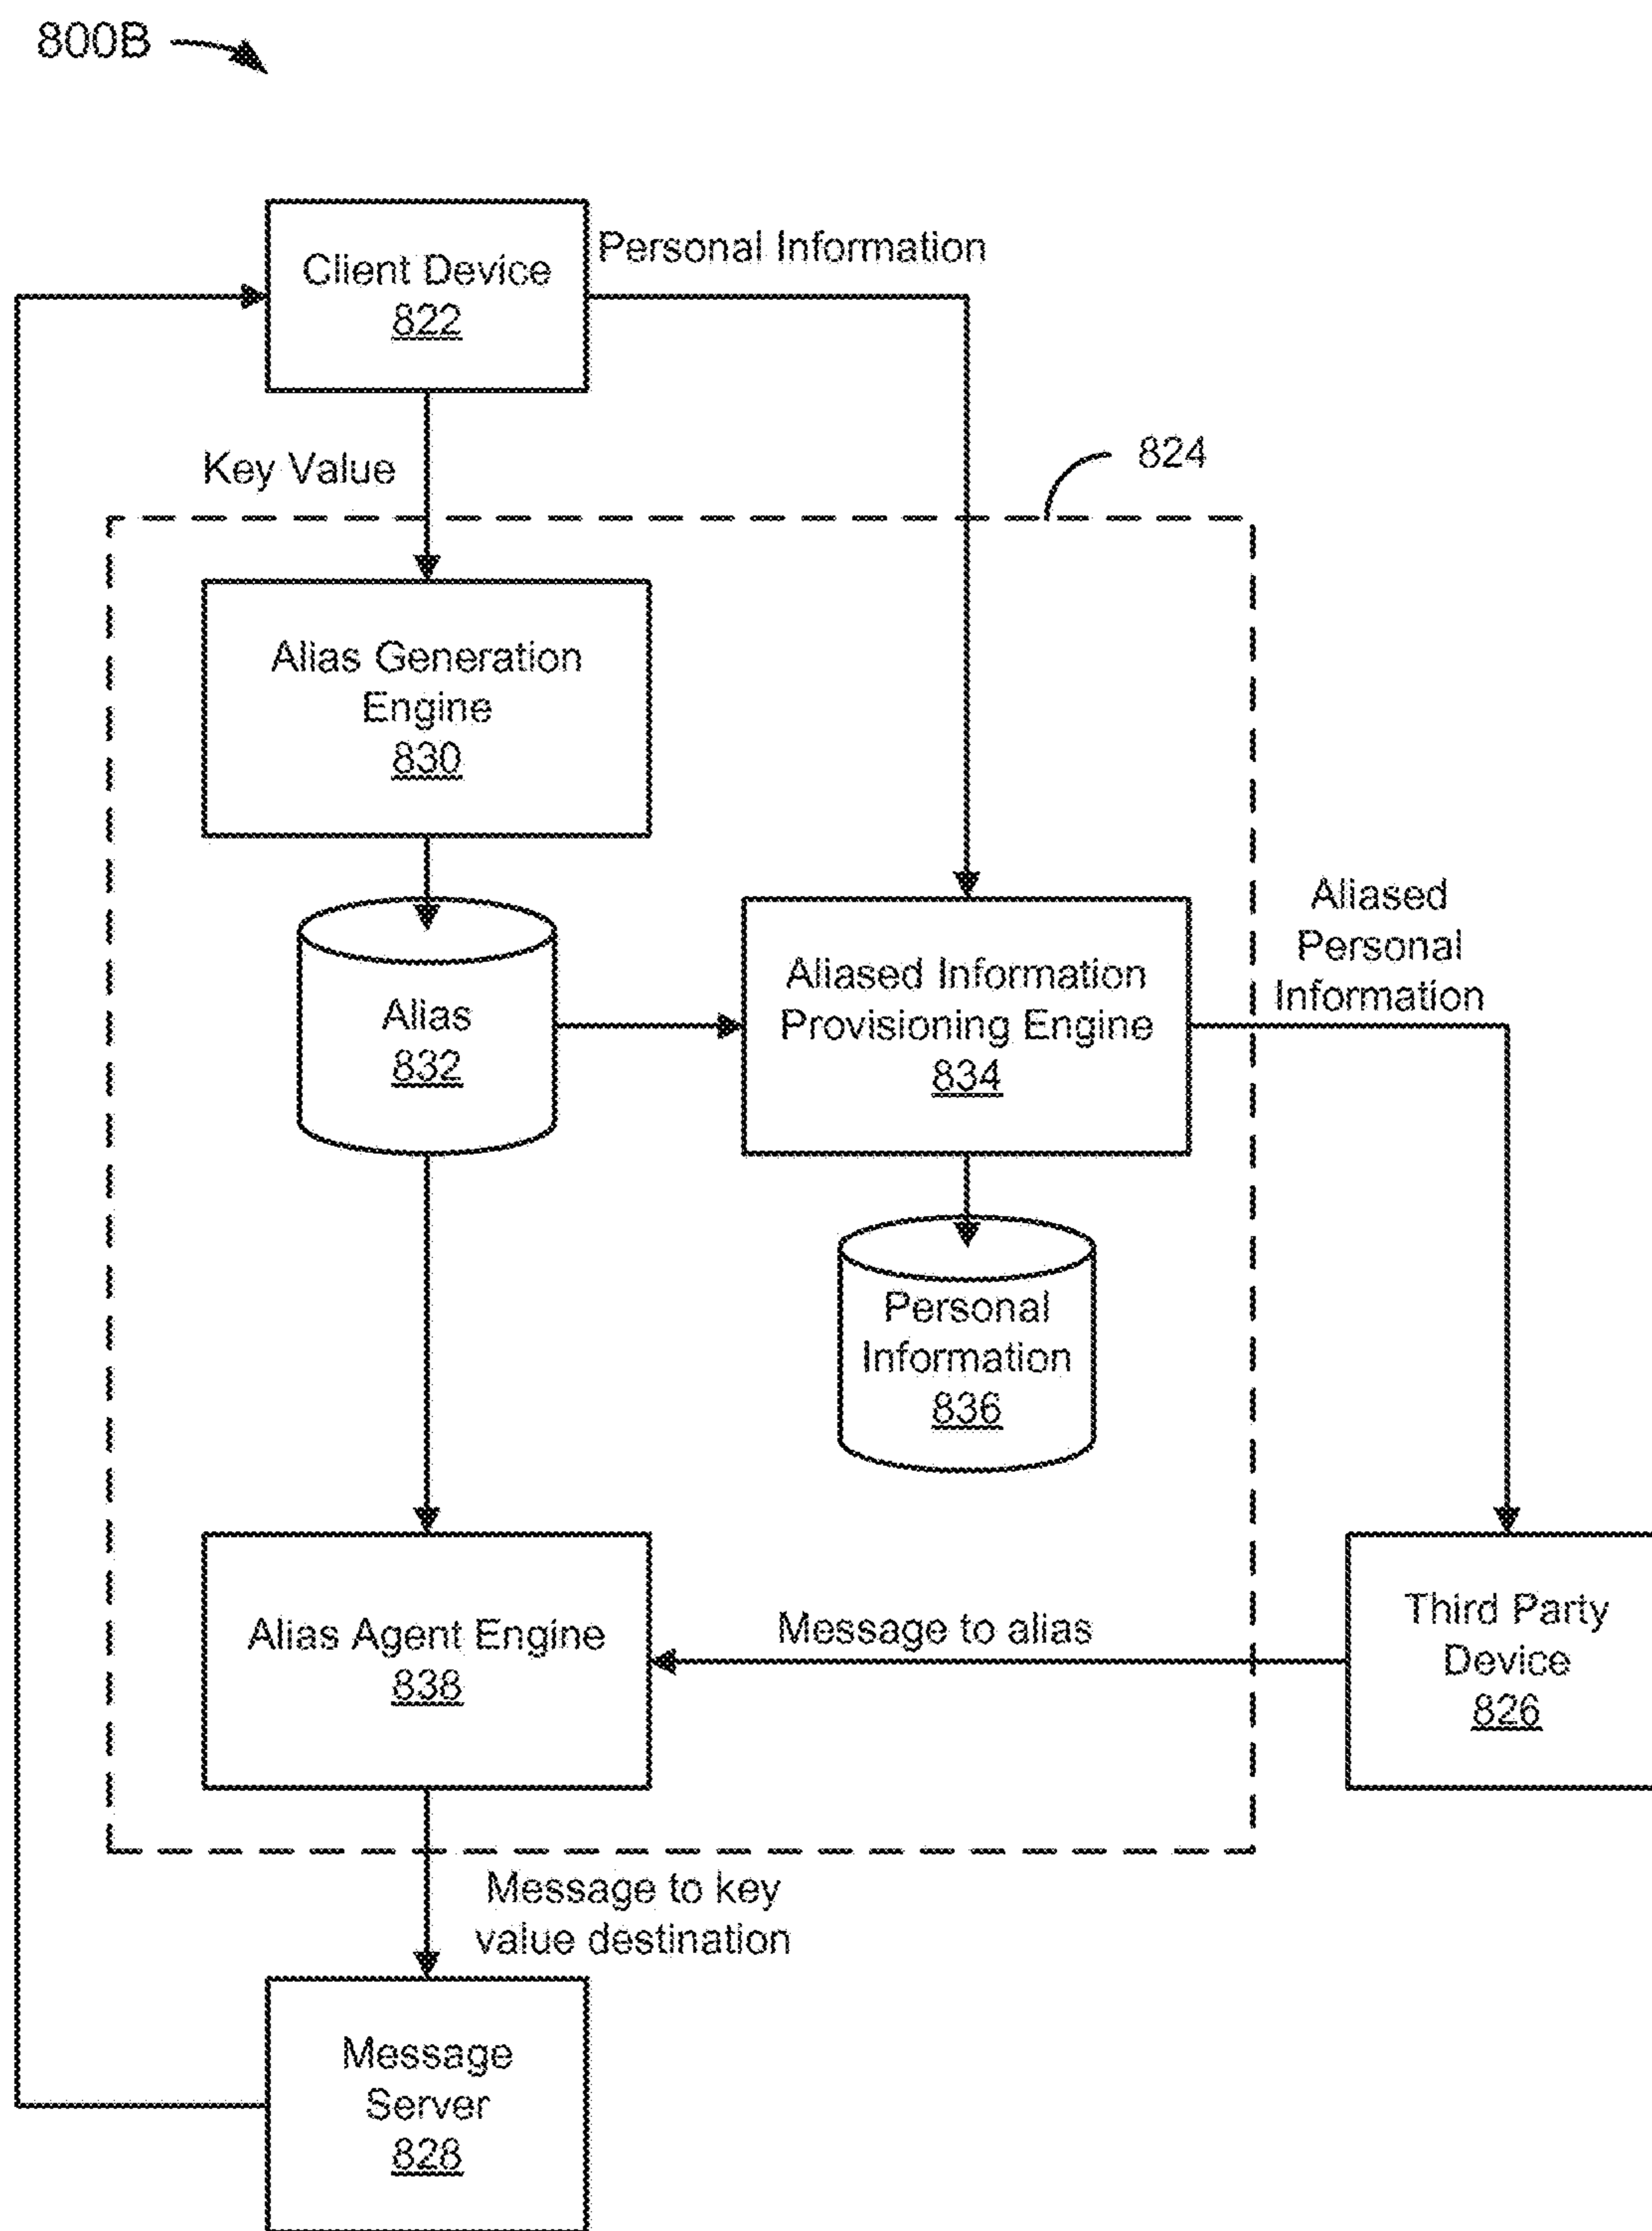 800B
Client Device
822
Personal Information
Key Value
824
Alias Generation
Engine
830
Alias
832
Aliased Information
Provisioning Engine
834
Aliased
Personal
Information
Personal
Information
836
Alias Agent Engine
838
Message to alias
Third Party
Device
826
Message to key
value destination
Message
Server
828